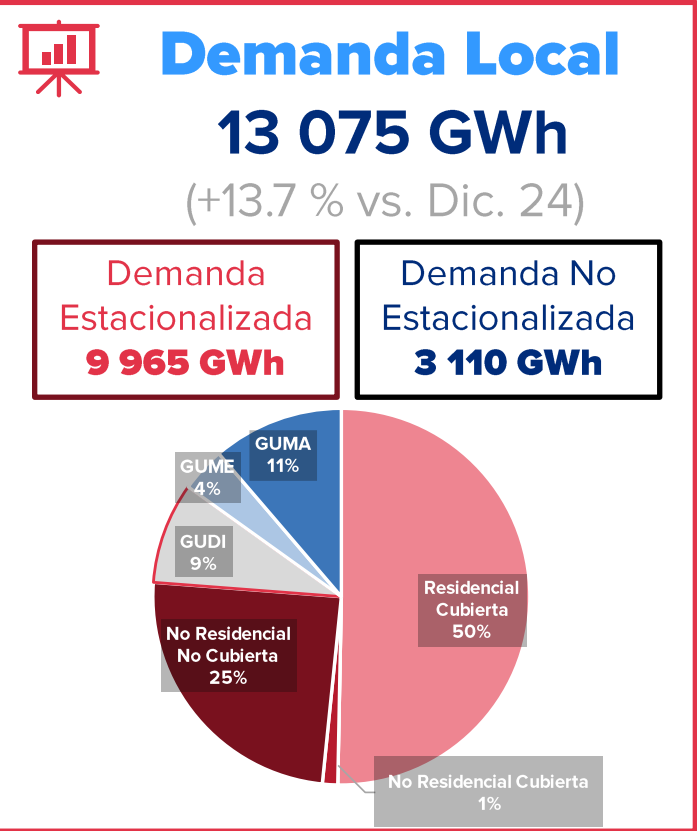 Demanda Local
13 075 GWh
(+13.7 % vs. Dic. 24)
Demanda
Estacionalizada
9 965 GWh
Demanda No
Estacionalizada
3 110 GWh
GUMA
11%
GUME
4%
GUDI
9%
Residencial
Cubierta
50%
No Residencial
No Cubierta
25%
No Residencial Cubierta
1%